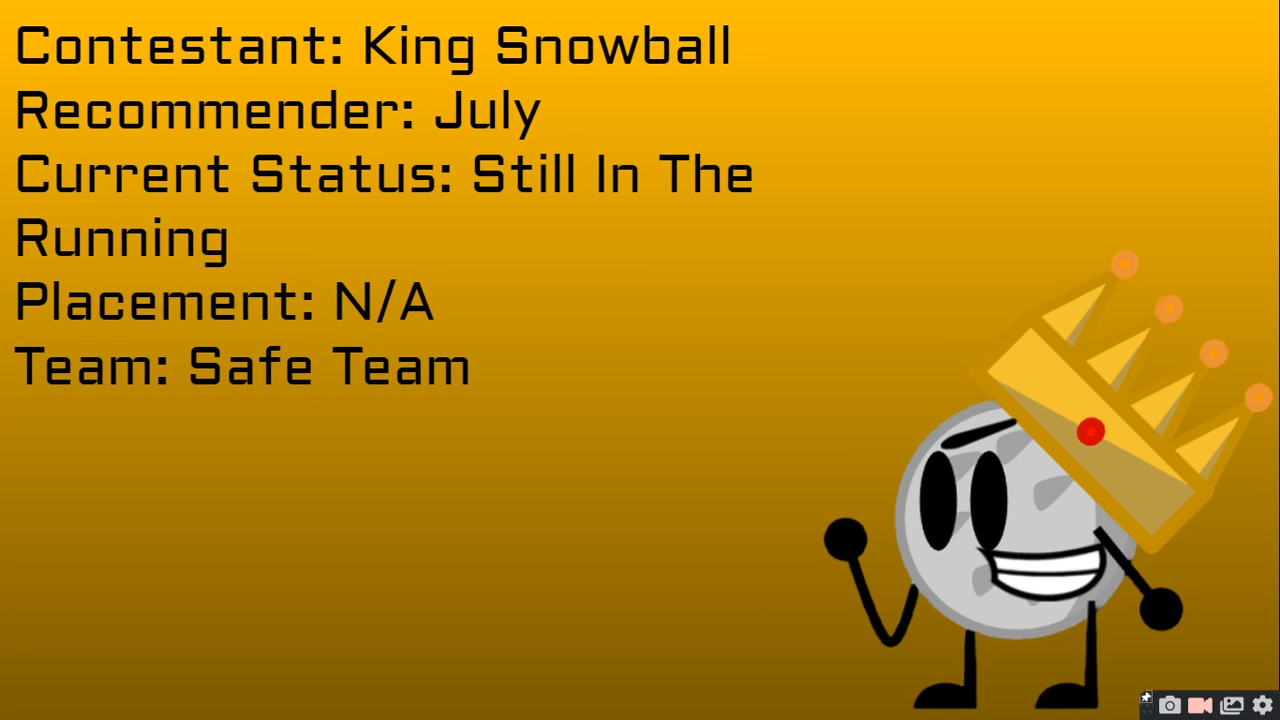 Contestant: King Snowball
Recommender: July
Current Status: Still In The
Running
Placement: N/A
Team: Safe Team